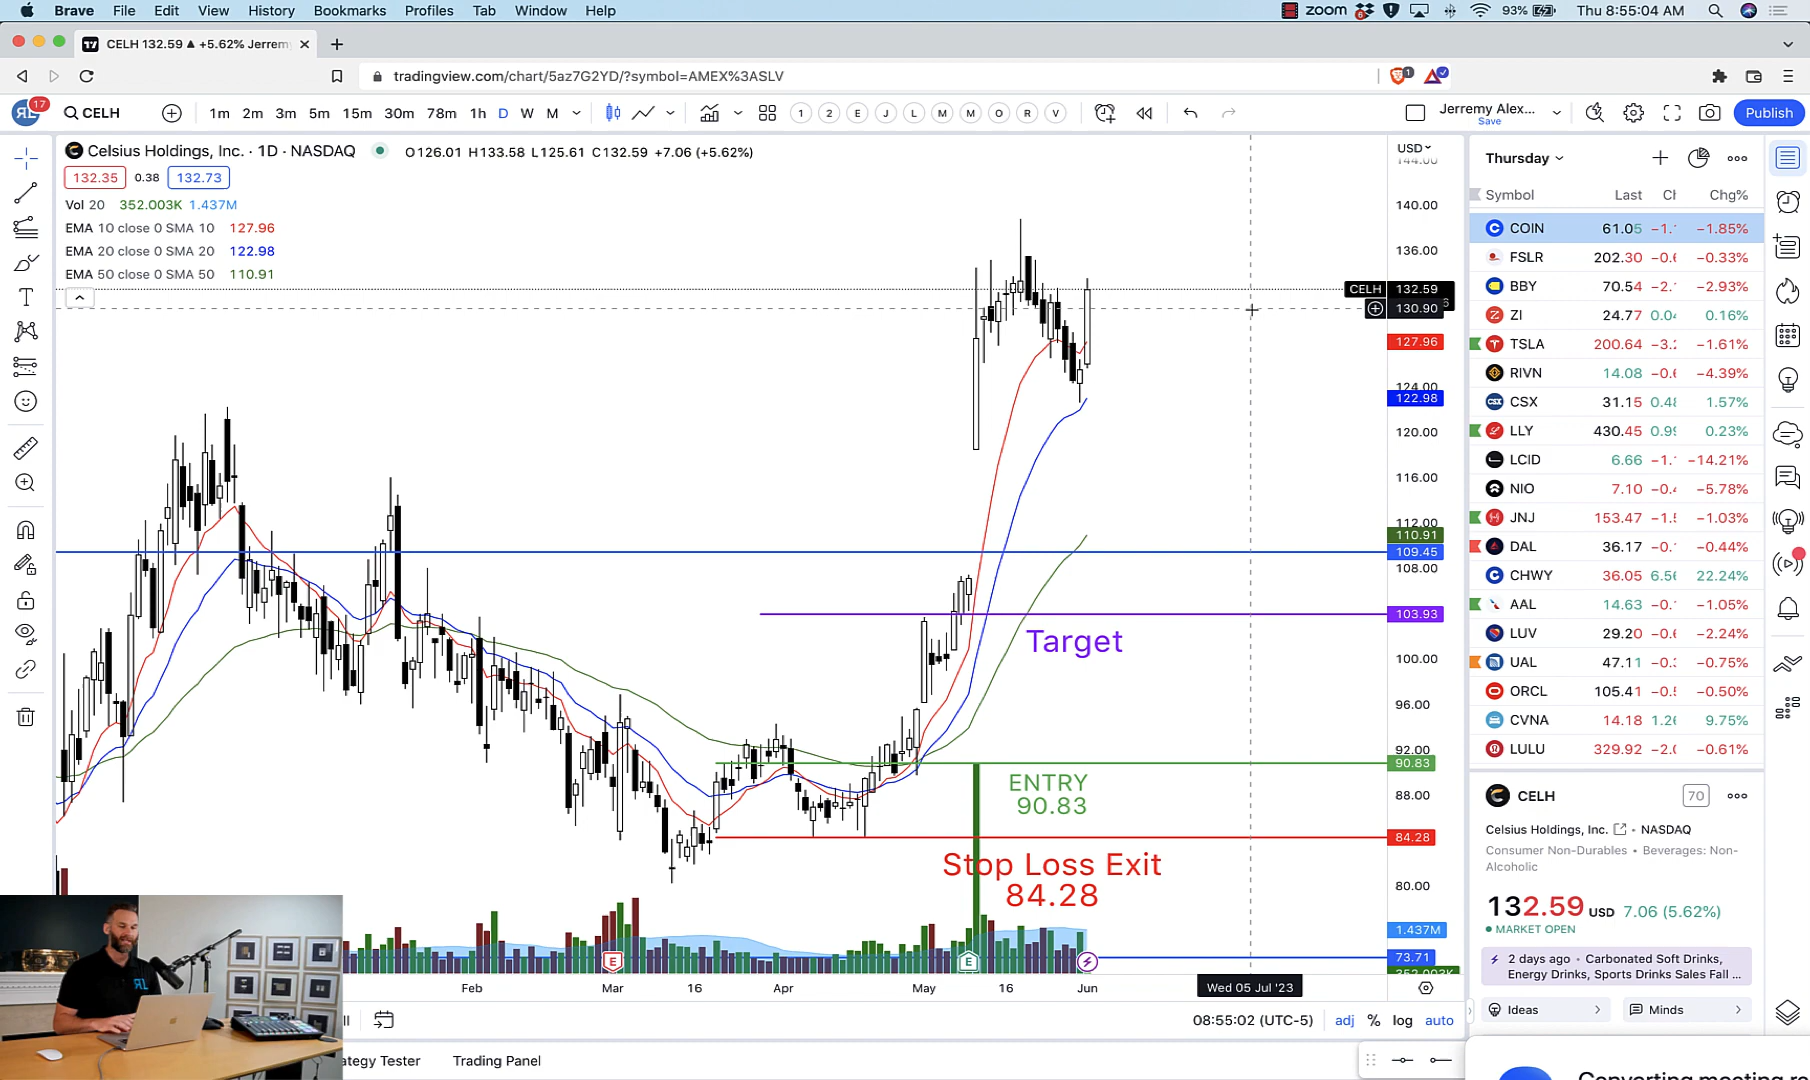 Brave File Edit View History Bookmarks Profiles Tab Window Help
zoom 93% Thu 8:55:04 AM
CELH 132.59 ▲ +5.62% Jerremy
tradingview.com/chart/5az7G2YD/?symbol=AMEX%3ASLV
17 CELH 1m 2m 3m 5m 15m 30m 78m 1h D W M 1 2 E J L M M O R V
Jerremy Alex...
Save
Publish
Celsius Holdings, Inc. · 1D · NASDAQ O126.01 H133.58 L125.61 C132.59 +7.06 (+5.62%)
132.35 0.38 132.73
Vol 20 352.003K 1.437M
EMA 10 close 0 SMA 10 127.96
EMA 20 close 0 SMA 20 122.98
EMA 50 close 0 SMA 50 110.91
USD
144.00
140.00
136.00
CELH 132.59
130.90
127.96
124.00
122.98
120.00
116.00
112.00
110.91
109.45
108.00
103.93
Target
100.00
96.00
92.00
90.83
ENTRY
90.83
88.00
84.28
Stop Loss Exit
84.28
80.00
1.437M
73.71
352.003K
Feb Mar 16 Apr May 16 Jun Wed 05 Jul '23
08:55:02 (UTC-5) adj % log auto
ategy Tester Trading Panel
Thursday
Symbol Last Chg%
COIN 61.05 −1.85%
FSLR 202.30 −0.33%
BBY 70.54 −2.93%
ZI 24.77 0.16%
TSLA 200.64 −1.61%
RIVN 14.08 −4.39%
CSX 31.15 1.57%
LLY 430.45 0.23%
LCID 6.66 −14.21%
NIO 7.10 −5.78%
JNJ 153.47 −1.03%
DAL 36.17 −0.44%
CHWY 36.05 22.24%
AAL 14.63 −1.05%
LUV 29.20 −2.24%
UAL 47.11 −0.75%
ORCL 105.41 −0.50%
CVNA 14.18 9.75%
LULU 329.92 −0.61%
CELH 70
Celsius Holdings, Inc. • NASDAQ
Consumer Non-Durables • Beverages: Non-
Alcoholic
132.59 USD 7.06 (5.62%)
MARKET OPEN
2 days ago • Carbonated Soft Drinks,
Energy Drinks, Sports Drinks Sales Fall ...
Ideas Minds